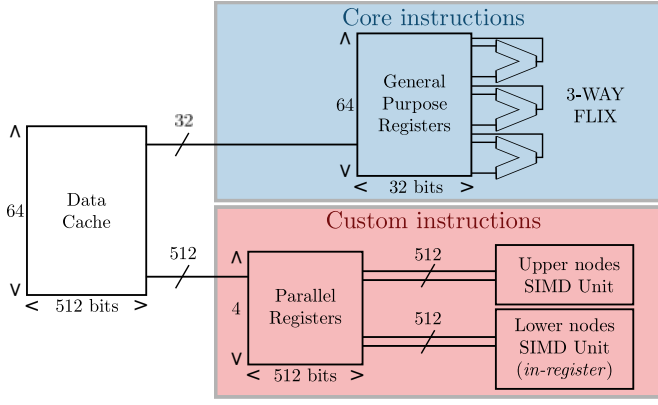 Core instructions
32
64
General
Purpose
Registers
3-WAY
FLIX
< 32 bits >
64
Data
Cache
< 512 bits >
512
Custom instructions
4
Parallel
Registers
< 512 bits >
512
512
Upper nodes
SIMD Unit
Lower nodes
SIMD Unit
(in-register)